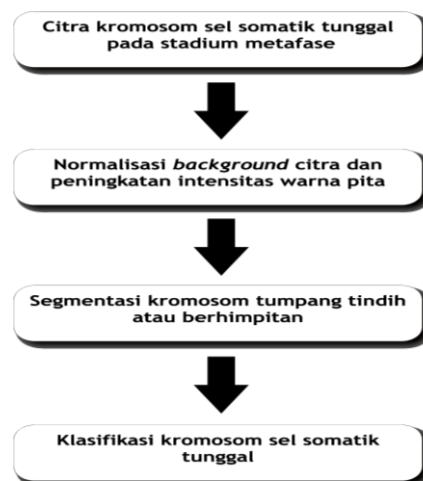 Citra kromosom sel somatik tunggal
pada stadium metafase
Normalisasi background citra dan
peningkatan intensitas warna pita
Segmentasi kromosom tumpang tindih
atau berhimpitan
Klasifikasi kromosom sel somatik
tunggal